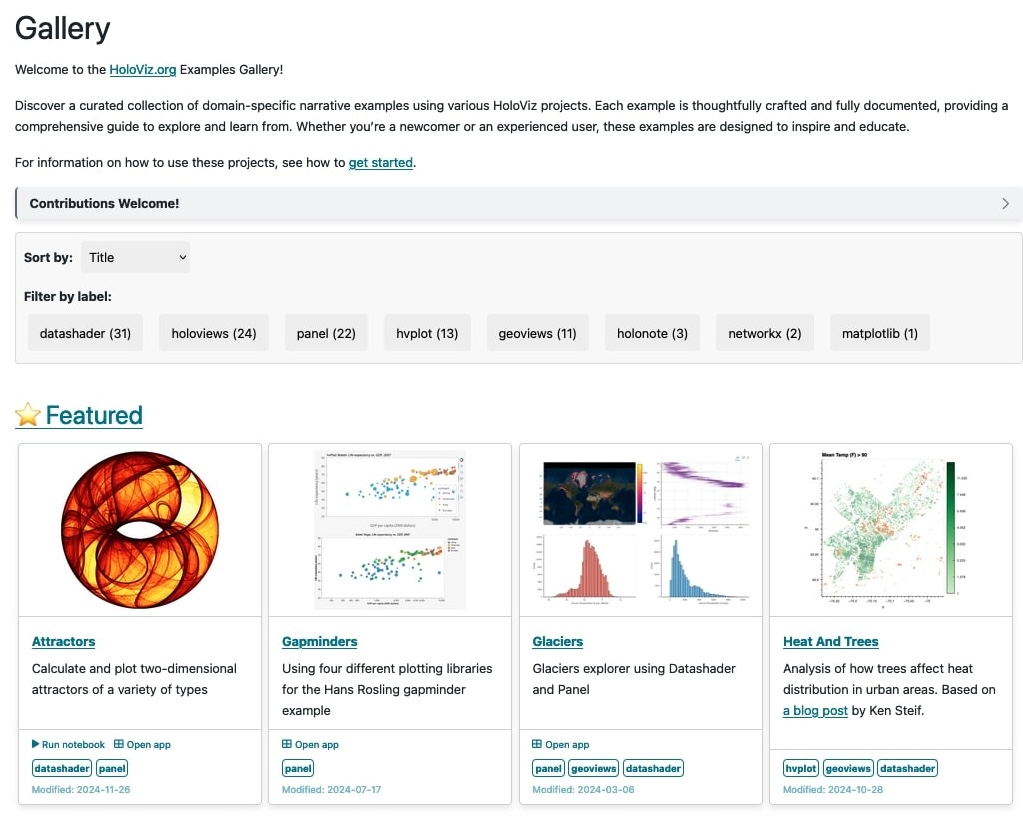 Gallery
Welcome to the HoloViz.org Examples Gallery!
Discover a curated collection of domain-specific narrative examples using various HoloViz projects. Each example is thoughtfully crafted and fully documented, providing a
comprehensive guide to explore and learn from. Whether you’re a newcomer or an experienced user, these examples are designed to inspire and educate.
For information on how to use these projects, see how to get started.
Contributions Welcome!
Sort by: Title
Filter by label:
datashader (31) holoviews (24) panel (22) hvplot (13) geoviews (11) holonote (3) networkx (2) matplotlib (1)
Featured
Mean Temp (F) > 90
Attractors
Calculate and plot two-dimensional
attractors of a variety of types
Run notebook Open app
datashader panel
Modified: 2024-11-26
Gapminders
Using four different plotting libraries
for the Hans Rosling gapminder
example
Open app
panel
Modified: 2024-07-17
Glaciers
Glaciers explorer using Datashader
and Panel
Open app
panel geoviews datashader
Modified: 2024-03-06
Heat And Trees
Analysis of how trees affect heat
distribution in urban areas. Based on
a blog post by Ken Steif.
hvplot geoviews datashader
Modified: 2024-10-28